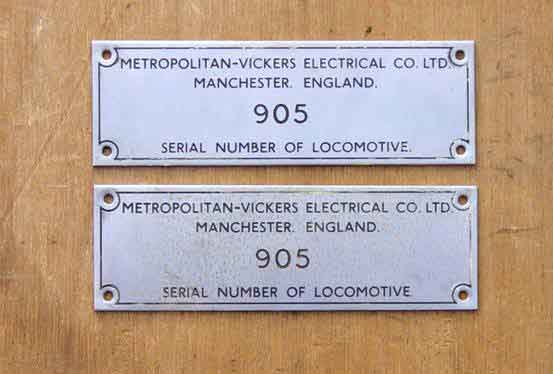 METROPOLITAN-VICKERS ELECTRICAL CO. LTD.
MANCHESTER. ENGLAND.
905
SERIAL NUMBER OF LOCOMOTIVE.
METROPOLITAN-VICKERS ELECTRICAL CO. LTD.
MANCHESTER. ENGLAND.
905
SERIAL NUMBER OF LOCOMOTIVE.